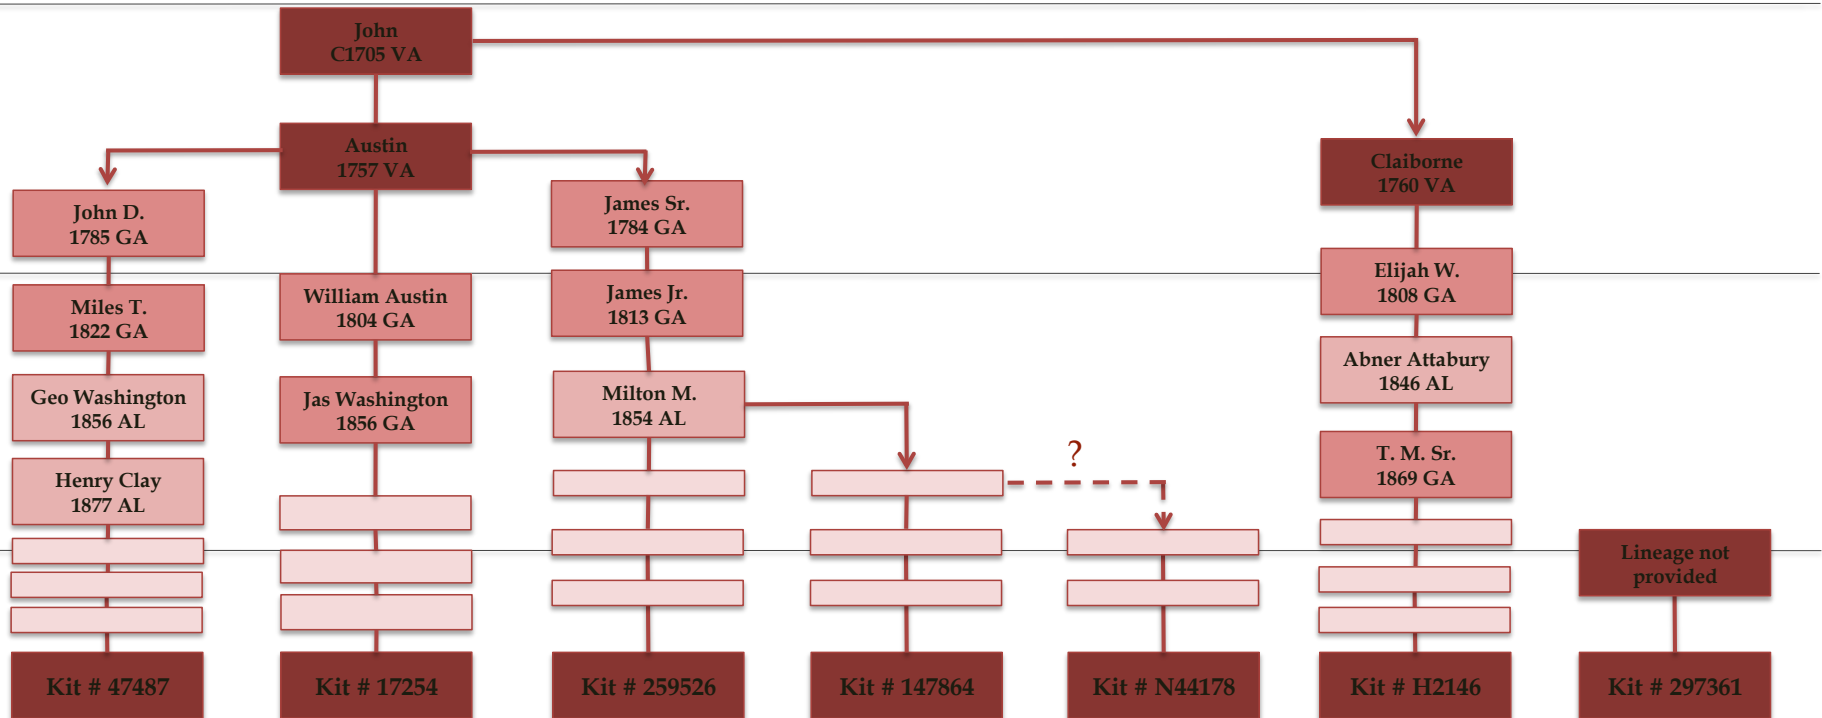 John
C1705 VA
Austin
1757 VA
Claiborne
1760 VA
John D.
1785 GA
James Sr.
1784 GA
Elijah W.
1808 GA
Miles T.
1822 GA
William Austin
1804 GA
James Jr.
1813 GA
Abner Attabury
1846 AL
Geo Washington
1856 AL
Jas Washington
1856 GA
Milton M.
1854 AL
?
T. M. Sr.
1869 GA
Henry Clay
1877 AL
Lineage not
provided
Kit # 47487
Kit # 17254
Kit # 259526
Kit # 147864
Kit # N44178
Kit # H2146
Kit # 297361